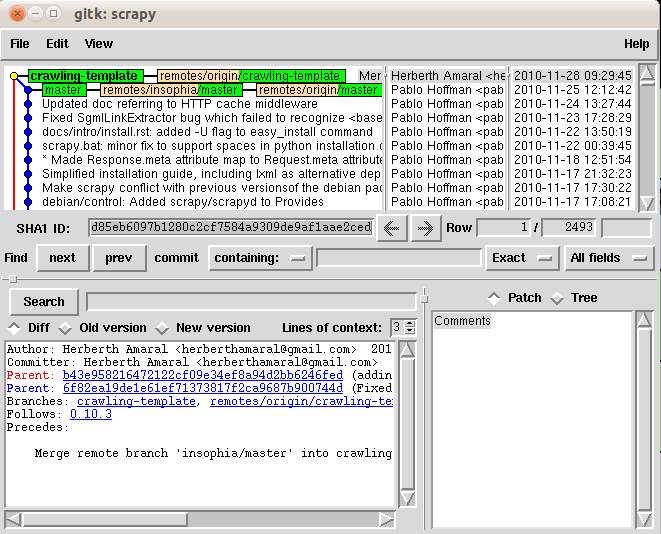 gitk: scrapy
File Edit View Help
crawling-template remotes/origin/crawling-template Mer Herberth Amaral <he 2010-11-28 09:29:45
master remotes/insophia/master remotes/origin/master Pablo Hoffman <pab 2010-11-25 12:12:42
Updated doc referring to HTTP cache middleware Pablo Hoffman <pab 2010-11-24 13:27:44
Fixed SgmlLinkExtractor bug which failed to recognize <base Pablo Hoffman <pab 2010-11-23 17:28:29
docs/intro/install.rst: added -U flag to easy_install command Pablo Hoffman <pab 2010-11-22 13:50:19
scrapy.bat: minor fix to support spaces in python installation d Pablo Hoffman <pab 2010-11-22 00:39:45
* Made Response.meta attribute map to Request.meta attribute Pablo Hoffman <pab 2010-11-18 12:51:54
Simplified installation guide, including lxml as alternative dep Pablo Hoffman <pab 2010-11-17 21:32:23
Make scrapy conflict with previous versionsof the debian pac Pablo Hoffman <pab 2010-11-17 17:30:22
debian/control: Added scrapy/scrapyd to Provides Pablo Hoffman <pab 2010-11-17 17:08:21
SHA1 ID: d85eb6097b1280c2cf7584a9309de9af1aae2ced Row 1 / 2493
Find next prev commit containing: Exact All fields
Search
Diff Old version New version Lines of context: 3
Patch Tree
Author: Herberth Amaral <herberthamaral@gmail.com> 201
Committer: Herberth Amaral <herberthamaral@gmail.com>
Parent: b43e958216472122cf09e34ef8a94d2bb6246fed (addin
Parent: 6f82ea19de1e61ef71373817f2ca9687b900744d (Fixed
Branches: crawling-template, remotes/origin/crawling-te
Follows: 0.10.3
Precedes:
Merge remote branch 'insophia/master' into crawling
Comments